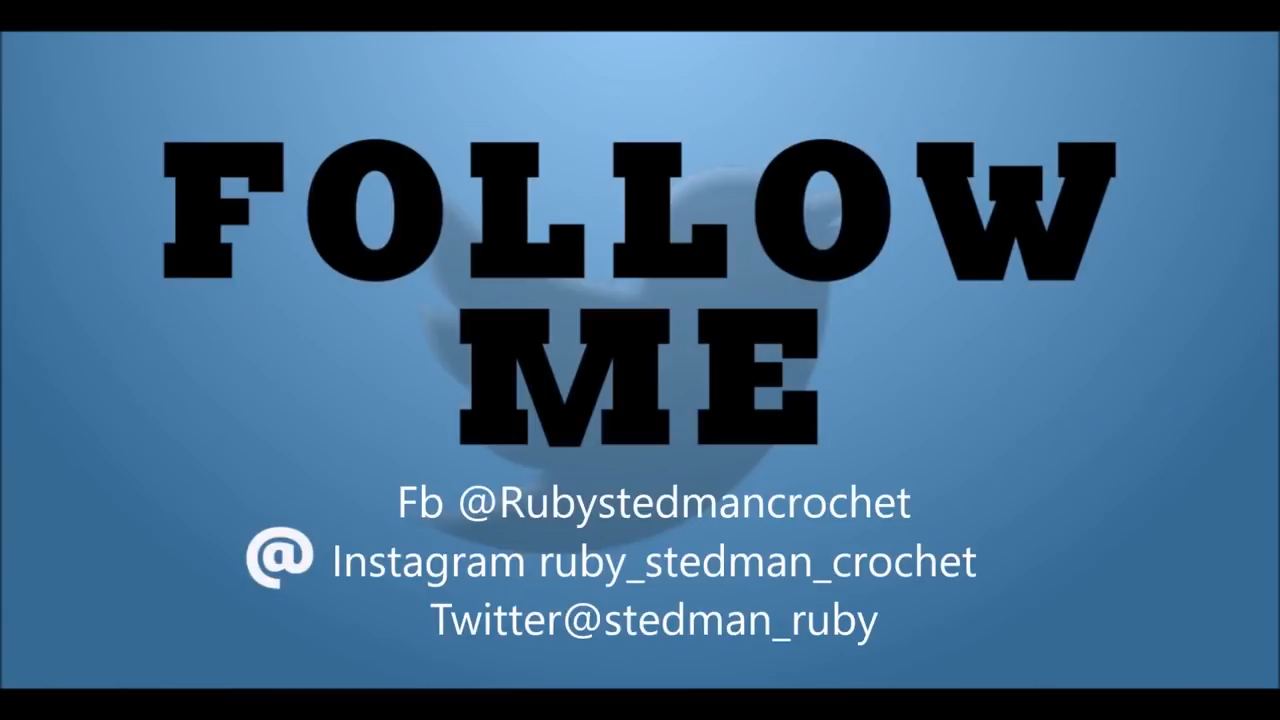 FOLLOW
ME
Fb @Rubystedmancrochet
@ Instagram ruby_stedman_crochet
Twitter@stedman_ruby